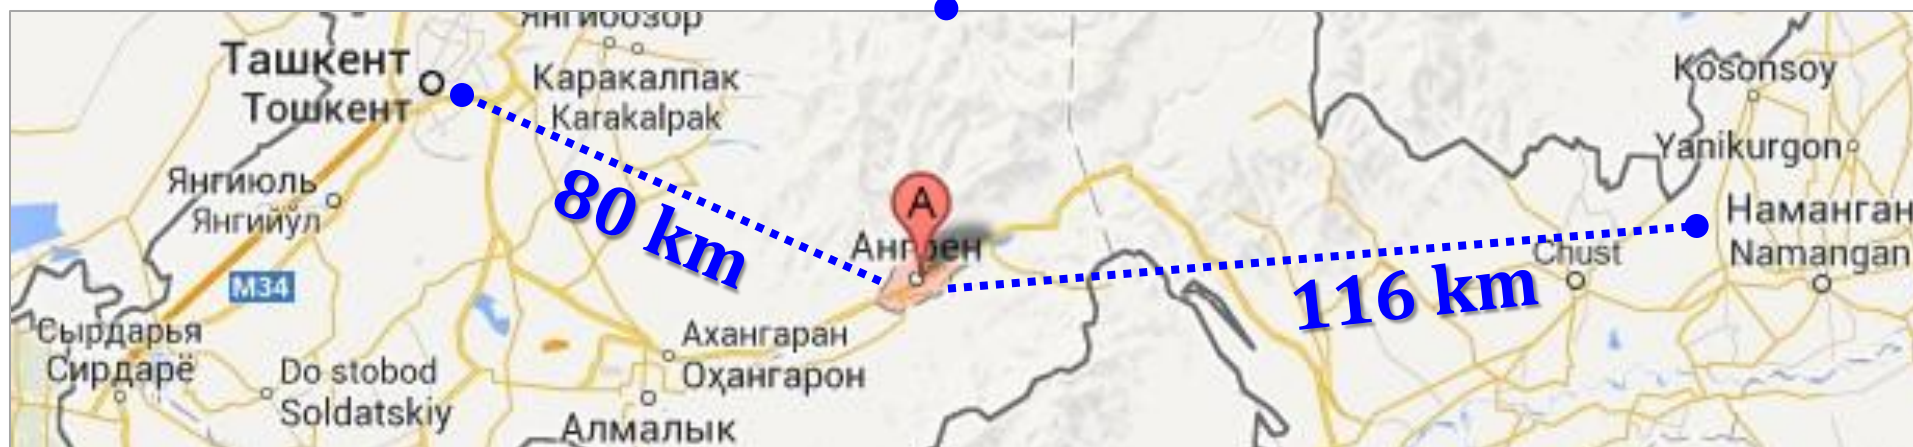 Янгибозор
Ташкент
Тошкент
Каракалпак
Karakalpak
Kosonsoy
Yanikurgon
Янгиюль
Янгийўл
80 km
A
Ангрен
Наманган
Namangan
Chust
M34
116 km
Сырдарья
Сирдарё
Ахангаран
Оҳангарон
Do stobod
Soldatskiy
Алмалык